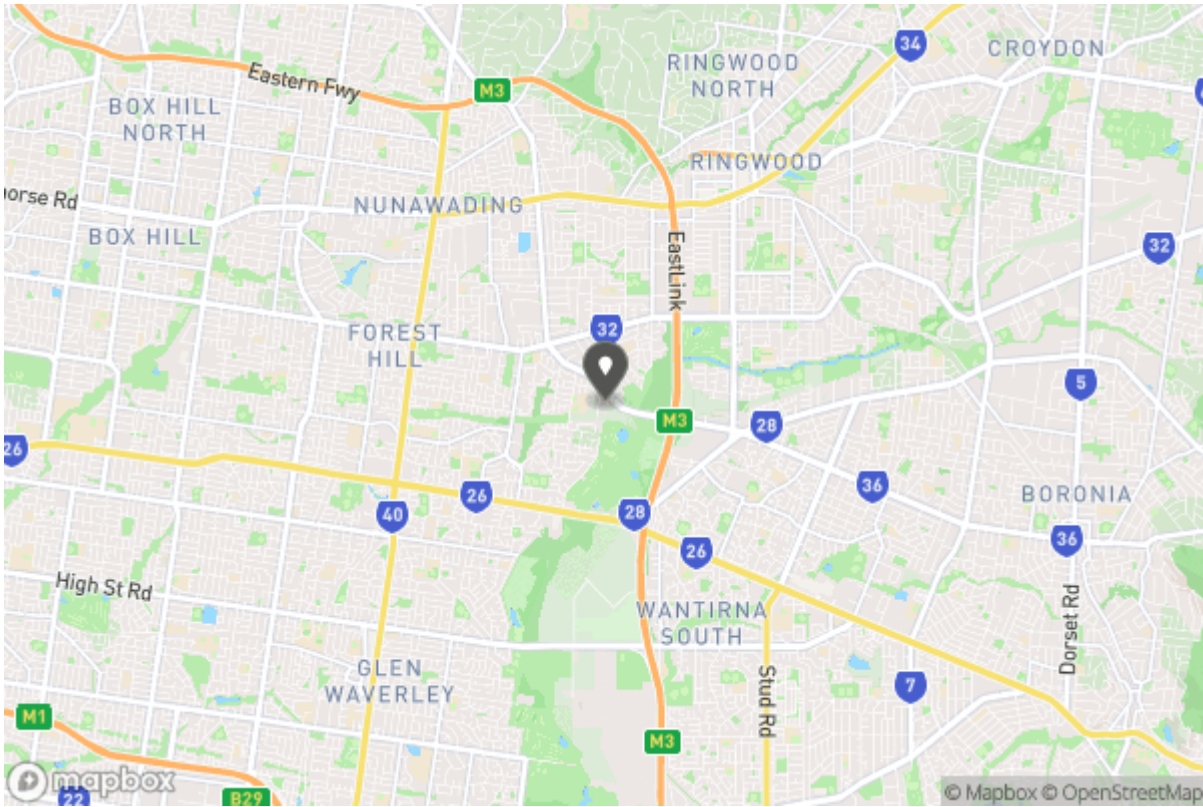 34
CROYDON
RINGWOOD
NORTH
Eastern Fwy
M3
BOX HILL
NORTH
RINGWOOD
orse Rd
NUNAWADING
BOX HILL
EastLink
32
32
FOREST
HILL
5
M3
28
26
36
26
BORONIA
28
40
36
26
High St Rd
WANTIRNA
SOUTH
Dorset Rd
GLEN
WAVERLEY
Stud Rd
7
M1
M3
mapbox
22
B29
© Mapbox © OpenStreetMap